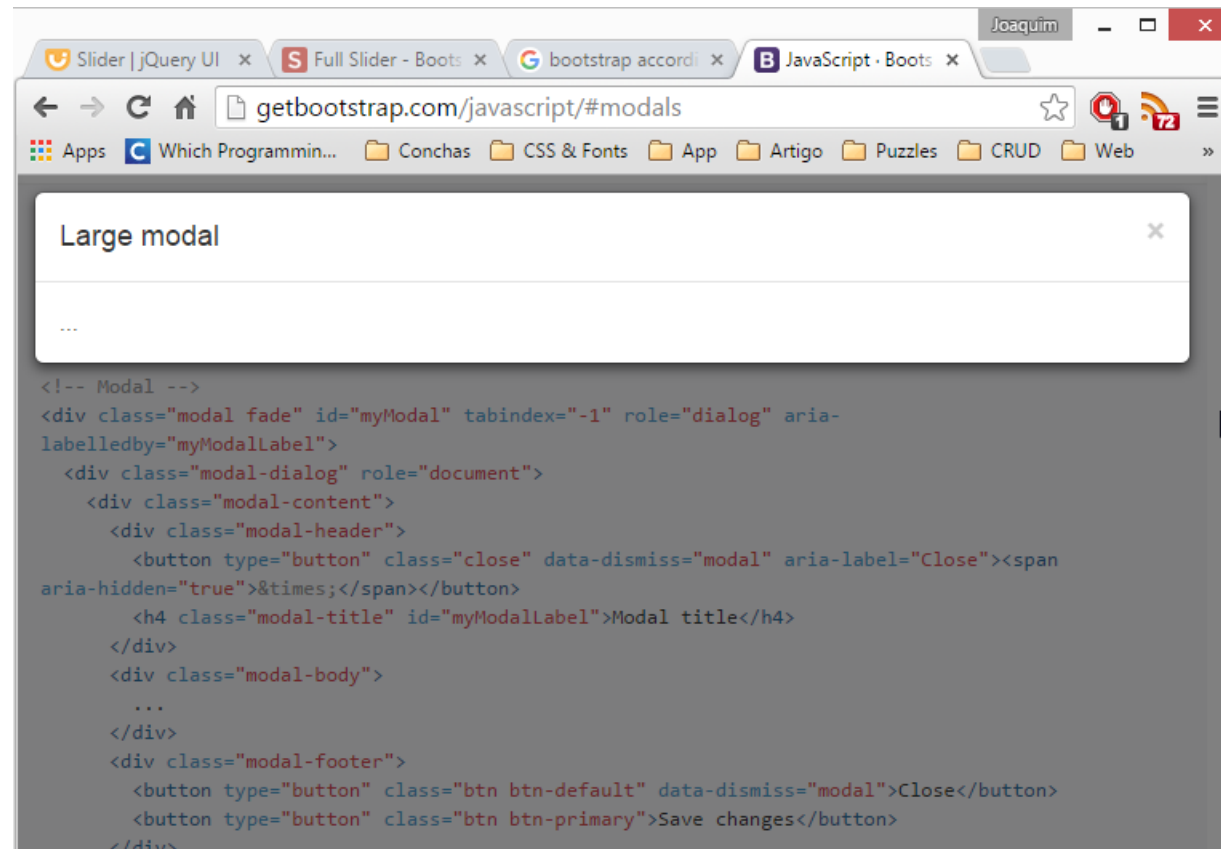 Joaquim
Slider | jQuery UI
Full Slider - Boots
bootstrap accordi
JavaScript · Boots
getbootstrap.com/javascript/#modals
1
72
Apps
Which Programmin...
Conchas
CSS & Fonts
App
Artigo
Puzzles
CRUD
Web
»
Large modal
×
...
<!-- Modal -->
<div class="modal fade" id="myModal" tabindex="-1" role="dialog" aria-
labelledby="myModalLabel">
<div class="modal-dialog" role="document">
<div class="modal-content">
<div class="modal-header">
<button type="button" class="close" data-dismiss="modal" aria-label="Close"><span
aria-hidden="true">&times;</span></button>
<h4 class="modal-title" id="myModalLabel">Modal title</h4>
</div>
<div class="modal-body">
...
</div>
<div class="modal-footer">
<button type="button" class="btn btn-default" data-dismiss="modal">Close</button>
<button type="button" class="btn btn-primary">Save changes</button>
</div>